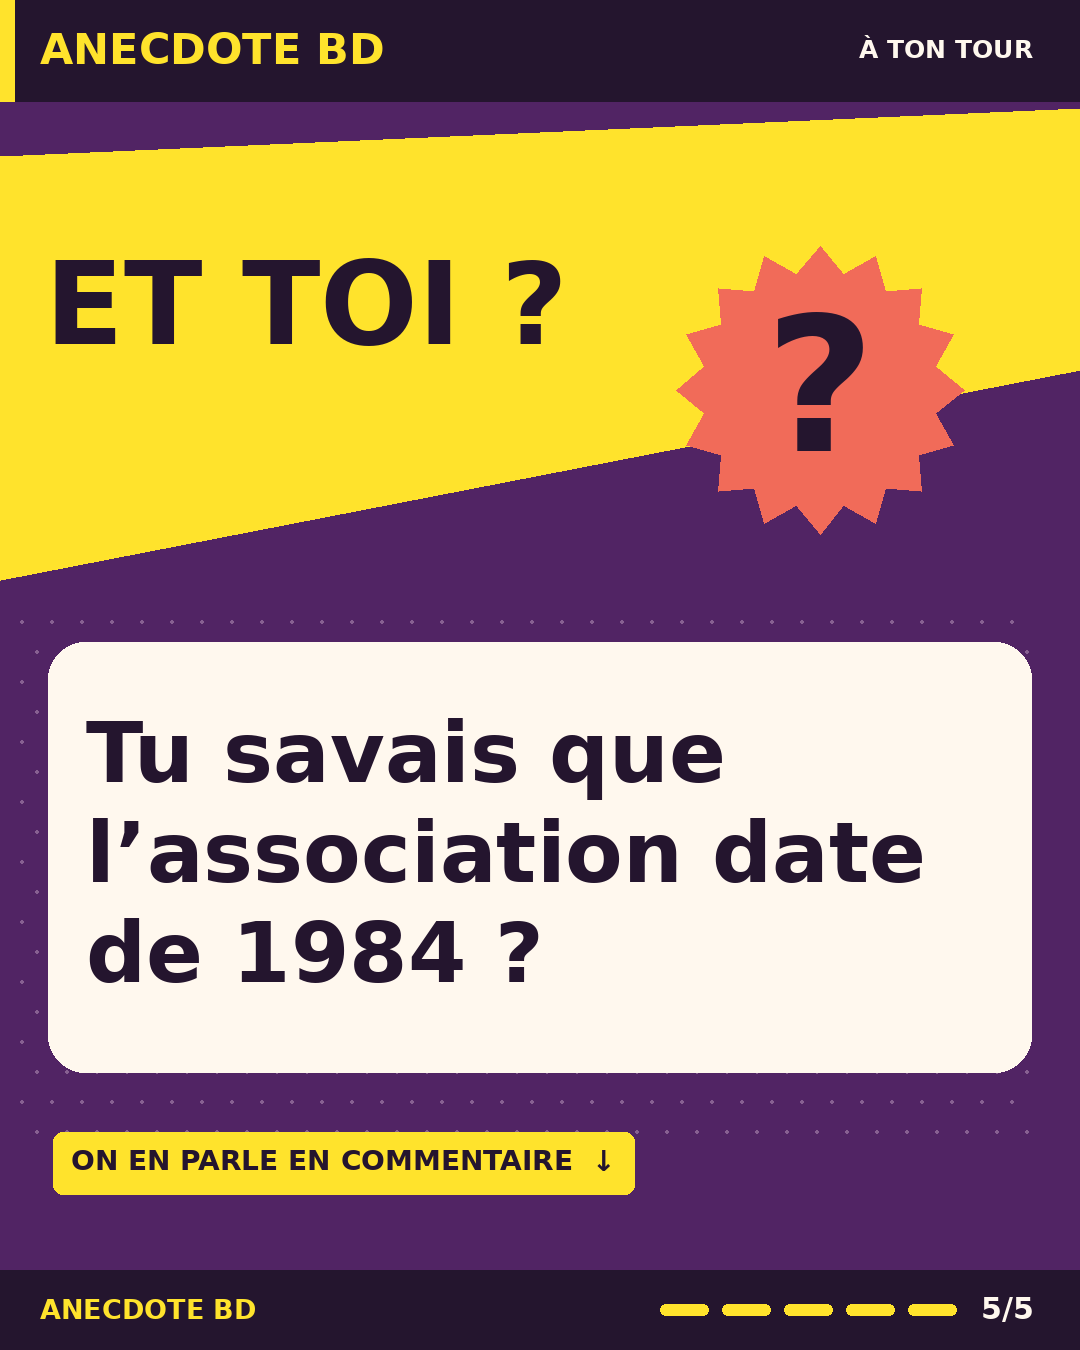 ANECDOTE BD
À TON TOUR
ET TOI ?
?
Tu savais que
l’association date
de 1984 ?
ON EN PARLE EN COMMENTAIRE ↓
ANECDOTE BD
5/5